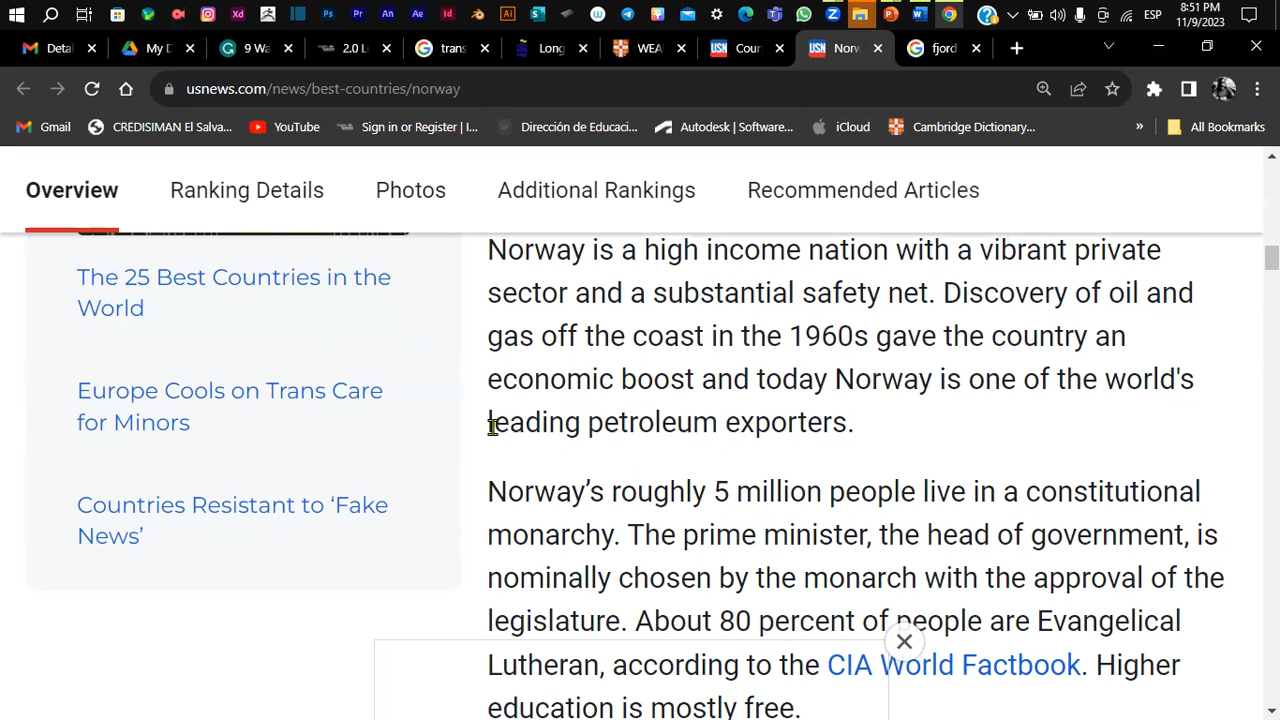 ESP
8:51 PM
11/9/2023
Detai
My D
9 Wa
2.0 L
trans
Long
WEA
Cour
Norw
fjord
usnews.com/news/best-countries/norway
Gmail
CREDISIMAN El Salva...
YouTube
Sign in or Register | I...
Dirección de Educaci...
Autodesk | Software...
iCloud
Cambridge Dictionary...
»
All Bookmarks
Overview
Ranking Details
Photos
Additional Rankings
Recommended Articles
The 25 Best Countries in the
World
Europe Cools on Trans Care
for Minors
Countries Resistant to ‘Fake
News’
Norway is a high income nation with a vibrant private
sector and a substantial safety net. Discovery of oil and
gas off the coast in the 1960s gave the country an
economic boost and today Norway is one of the world's
leading petroleum exporters.
Norway’s roughly 5 million people live in a constitutional
monarchy. The prime minister, the head of government, is
nominally chosen by the monarch with the approval of the
legislature. About 80 percent of people are Evangelical
Lutheran, according to the CIA World Factbook. Higher
education is mostly free.